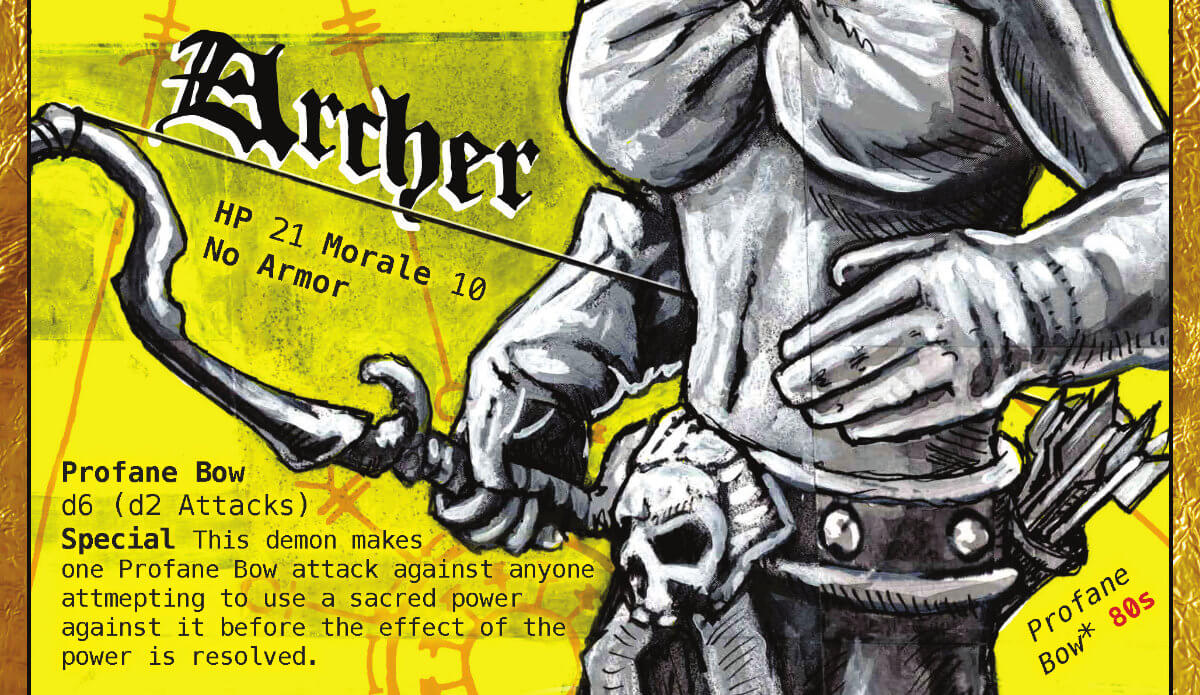 Archer
HP 21 Morale 10
No Armor
Profane Bow
d6 (d2 Attacks)
Special This demon makes
one Profane Bow attack against anyone
attmepting to use a sacred power
against it before the effect of the
power is resolved.
Profane
Bow* 80s